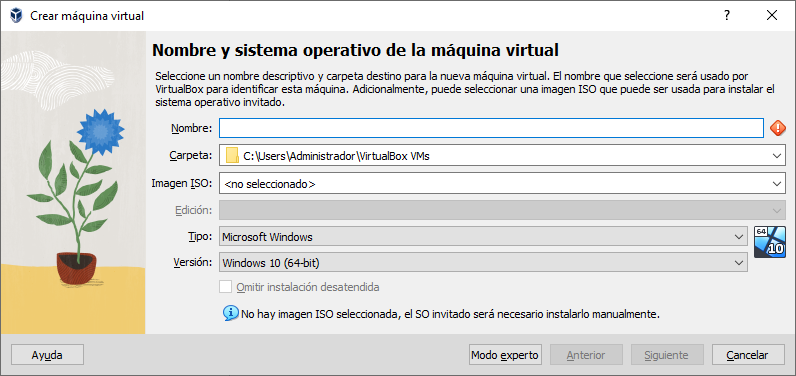 Crear máquina virtual
Nombre y sistema operativo de la máquina virtual
Seleccione un nombre descriptivo y carpeta destino para la nueva máquina virtual. El nombre que seleccione será usado por
VirtualBox para identificar esta máquina. Adicionalmente, puede seleccionar una imagen ISO que puede ser usada para instalar el
sistema operativo invitado.
Nombre:
Carpeta: C:\Users\Administrador\VirtualBox VMs
Imagen ISO: <no seleccionado>
Edición:
Tipo: Microsoft Windows
64
10
Versión: Windows 10 (64-bit)
Omitir instalación desatendida
No hay imagen ISO seleccionada, el SO invitado será necesario instalarlo manualmente.
Ayuda Modo experto Anterior Siguiente Cancelar